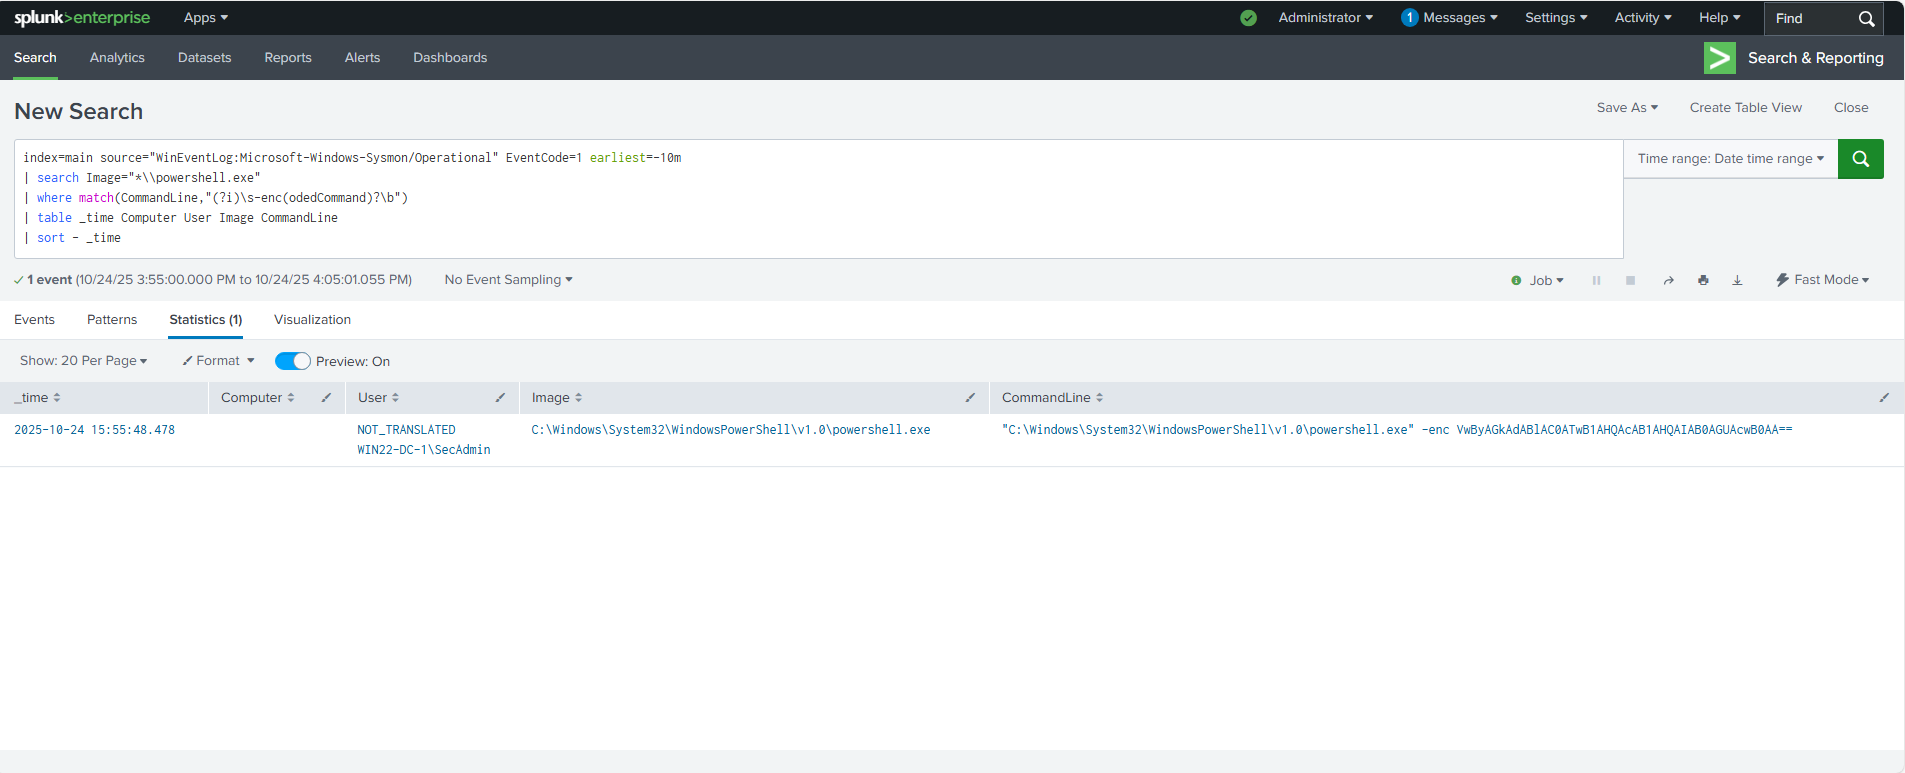 splunk>enterprise Apps Administrator 1 Messages Settings Activity Help Find
Search Analytics Datasets Reports Alerts Dashboards Search & Reporting
New Search Save As Create Table View Close
index=main source="WinEventLog:Microsoft-Windows-Sysmon/Operational" EventCode=1 earliest=-10m
Time range: Date time range
| search Image="*\\powershell.exe"
| where match(CommandLine,"(?i)\s-enc(odedCommand)?\b")
| table _time Computer User Image CommandLine
| sort - _time
1 event (10/24/25 3:55:00.000 PM to 10/24/25 4:05:01.055 PM) No Event Sampling Job Fast Mode
Events Patterns Statistics (1) Visualization
Show: 20 Per Page Format Preview: On
_time Computer User Image CommandLine
2025-10-24 15:55:48.478 NOT_TRANSLATED C:\Windows\System32\WindowsPowerShell\v1.0\powershell.exe "C:\Windows\System32\WindowsPowerShell\v1.0\powershell.exe" -enc VwByAGkAdABlAC0ATwB1AHQAcAB1AHQAIAB0AGUAcwB0AA==
WIN22-DC-1\SecAdmin